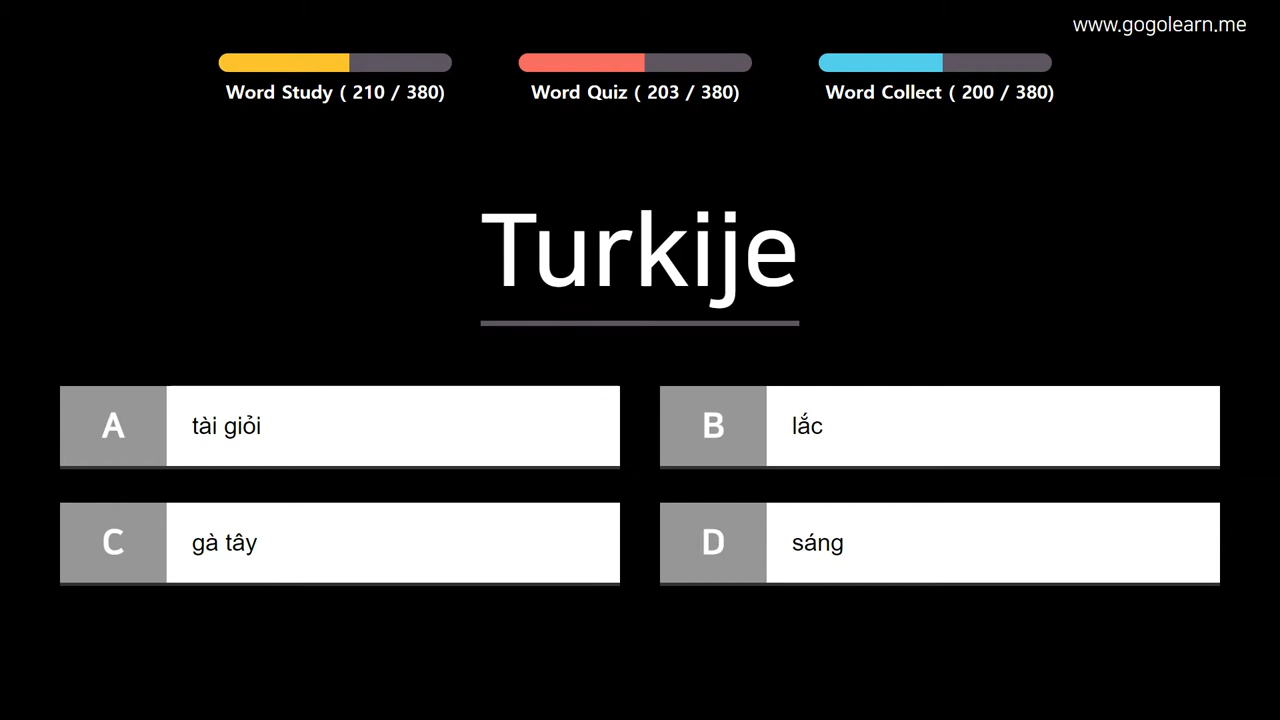 www.gogolearn.me
Word Study ( 210 / 380)
Word Quiz ( 203 / 380)
Word Collect ( 200 / 380)
Turkije
A tài giỏi
B lắc
C gà tây
D sáng